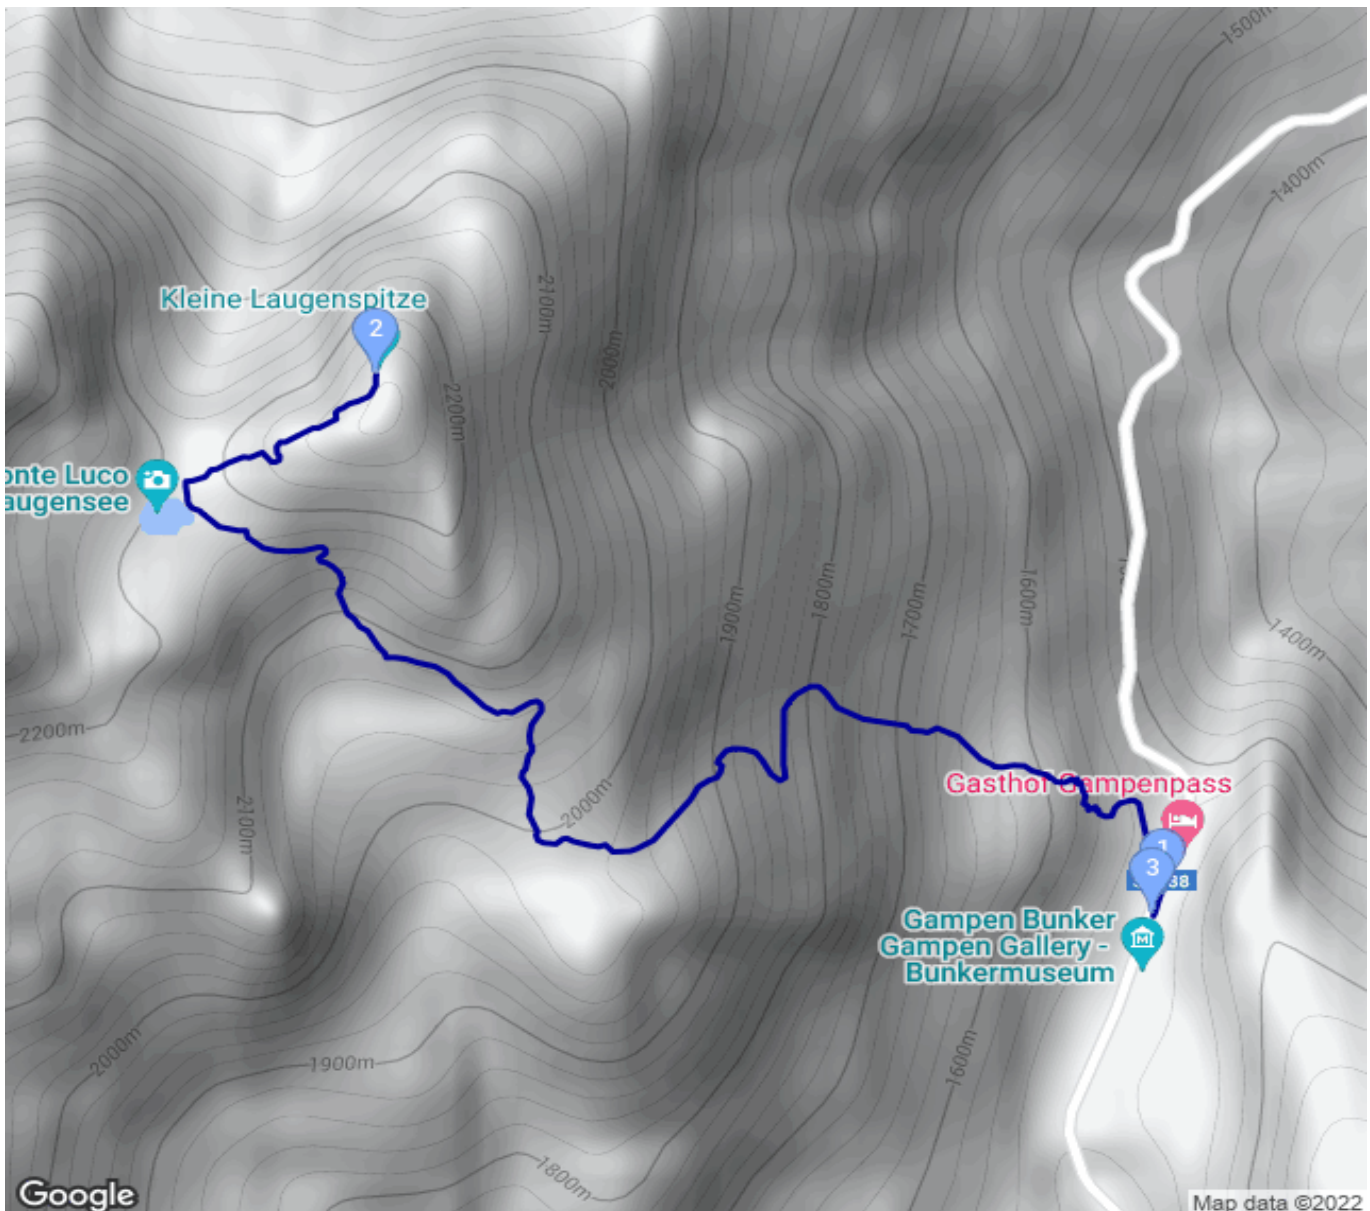 1500m
1400m
2100m
Kleine Laugenspitze
2
2000m
2200m
onte Luco
augensee
1900m
1800m
1700m
1600m
1400m
2200m
Gasthof Gampenpass
2000m
2100m
1
3
38
Gampen Bunker
Gampen Gallery -
Bunkermuseum
2000m
1900m
1600m
1800m
Google
Map data ©2022